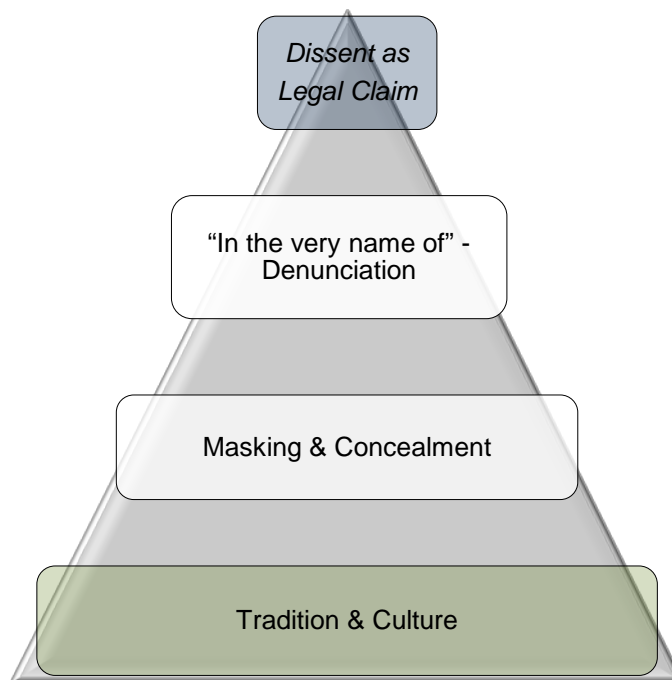 Dissent as
Legal Claim
“In the very name of” -
Denunciation
Masking & Concealment
Tradition & Culture